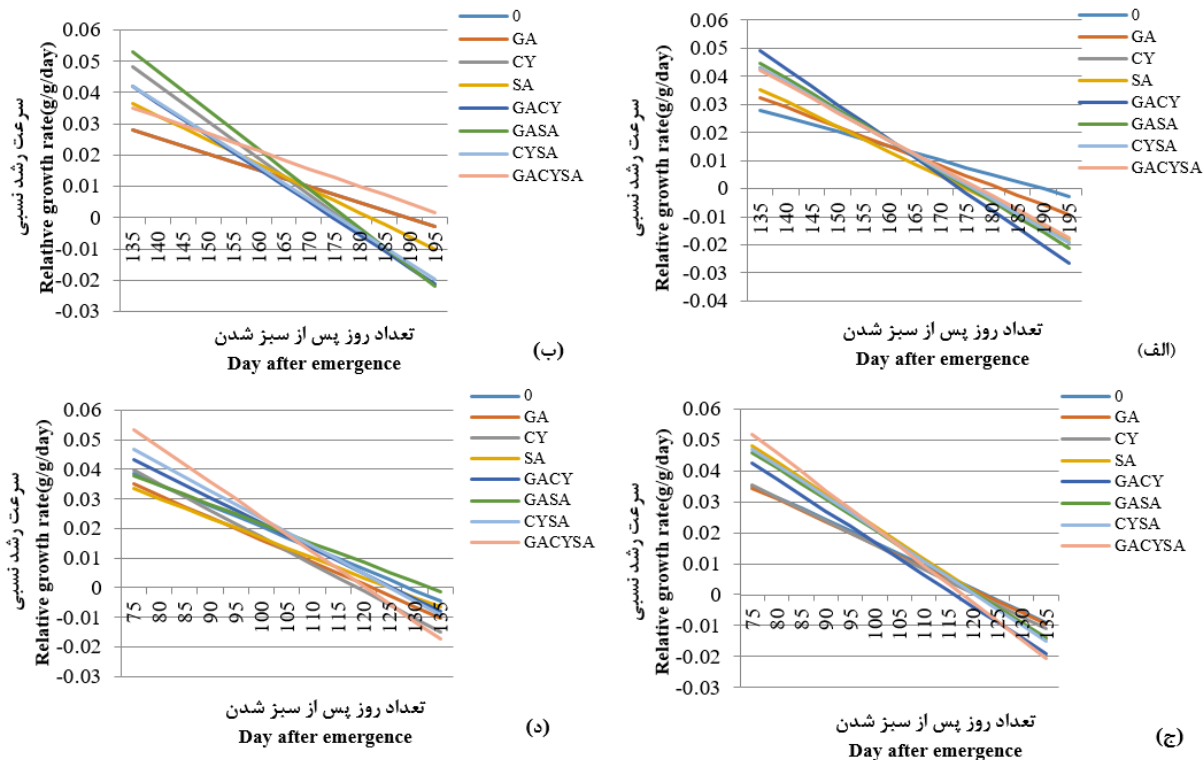 0.06
0.05
0.04
0.03
0.02
0.01
0
-0.01
-0.02
-0.03
-0.04
سرعت رشد نسبی
Relative growth rate(g/g/day)
135 140 145 150 155 160 165 170 175 180 185 190 195
0
GA
CY
SA
GACY
GASA
CYSA
GACYSA
تعداد روز پس از سبز شدن
Day after emergence
(الف)
0.06
0.05
0.04
0.03
0.02
0.01
0
-0.01
-0.02
-0.03
سرعت رشد نسبی
Relathve growth rate(g/g/day)
135 140 145 150 155 160 165 170 175 180 185 190 195
0
GA
CY
SA
GACY
GASA
CYSA
GACYSA
تعداد روز پس از سبز شدن
Day after emergence
(ب)
0.06
0.05
0.04
0.03
0.02
0.01
0
-0.01
-0.02
-0.03
سرعت رشد نسبی
Relative growth rate(g/g/day)
75 80 85 90 95 100 105 110 115 120 125 130 135
0
GA
CY
SA
GACY
GASA
CYSA
GACYSA
تعداد روز پس از سبز شدن
Day after emergence
(ج)
0.06
0.05
0.04
0.03
0.02
0.01
0
-0.01
-0.02
-0.03
سرعت رشد نسبی
Relative growth rate(g/g/day)
75 80 85 90 95 100 105 110 115 120 125 130 135
0
GA
CY
SA
GACY
GASA
CYSA
GACYSA
تعداد روز پس از سبز شدن
Day after emergence
(د)